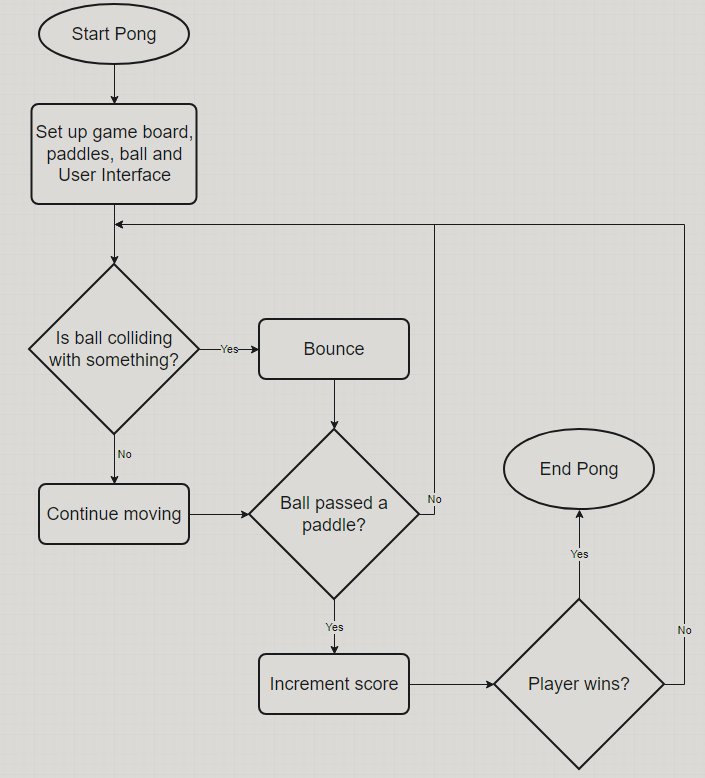 Start Pong
Set up game board,
paddles, ball and
User Interface
Is ball colliding
with something?
Yes
Bounce
No
Continue moving
Ball passed a
paddle?
No
Yes
Increment score
Player wins?
Yes
End Pong
No